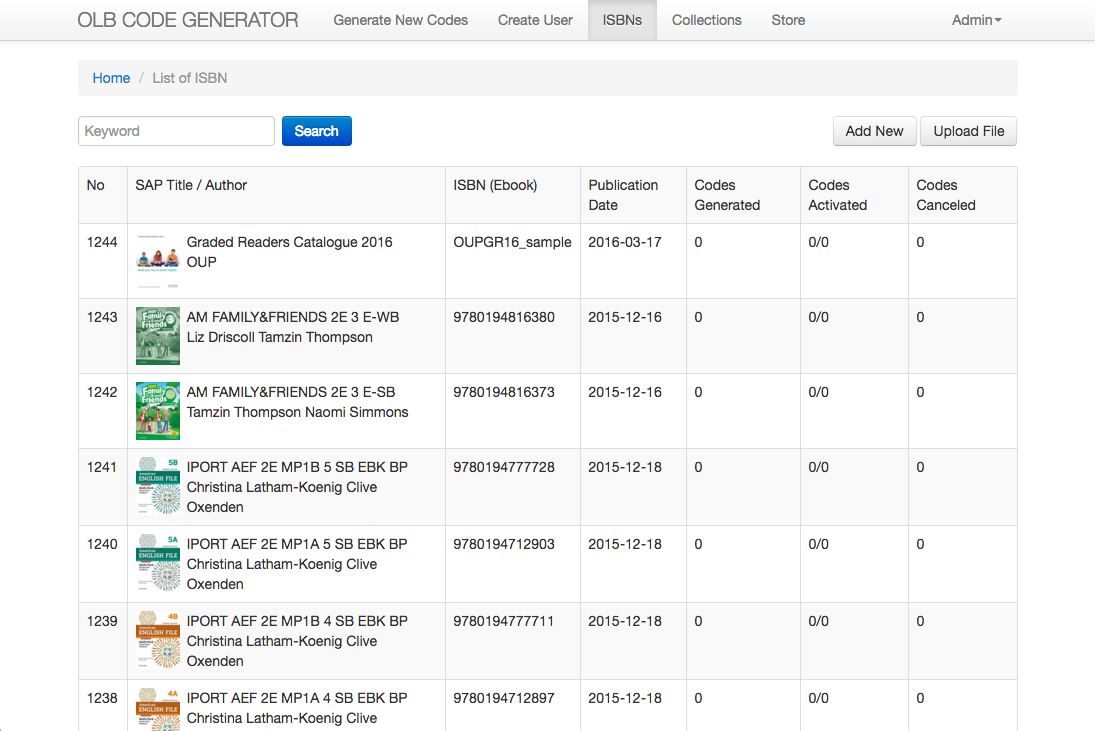 OLB CODE GENERATOR Generate New Codes Create User ISBNs Collections Store Admin
Home / List of ISBN
Keyword Search Add New Upload File
No SAP Title / Author ISBN (Ebook) Publication Date Codes Generated Codes Activated Codes Canceled
1244 Graded Readers Catalogue 2016 OUPGR16_sample 2016-03-17 0 0/0 0
OUP
1243 AM FAMILY&FRIENDS 2E 3 E-WB 9780194816380 2015-12-16 0 0/0 0
Liz Driscoll Tamzin Thompson
Family and Friends
1242 AM FAMILY&FRIENDS 2E 3 E-SB 9780194816373 2015-12-16 0 0/0 0
Tamzin Thompson Naomi Simmons
Family and Friends
1241 IPORT AEF 2E MP1B 5 SB EBK BP 9780194777728 2015-12-18 0 0/0 0
Christina Latham-Koenig Clive
Oxenden
5B
ENGLISH FILE
1240 IPORT AEF 2E MP1A 5 SB EBK BP 9780194712903 2015-12-18 0 0/0 0
Christina Latham-Koenig Clive
Oxenden
5A
ENGLISH FILE
1239 IPORT AEF 2E MP1B 4 SB EBK BP 9780194777711 2015-12-18 0 0/0 0
Christina Latham-Koenig Clive
Oxenden
4B
ENGLISH FILE
1238 IPORT AEF 2E MP1A 4 SB EBK BP 9780194712897 2015-12-18 0 0/0 0
Christina Latham-Koenig Clive
4A
ENGLISH FILE